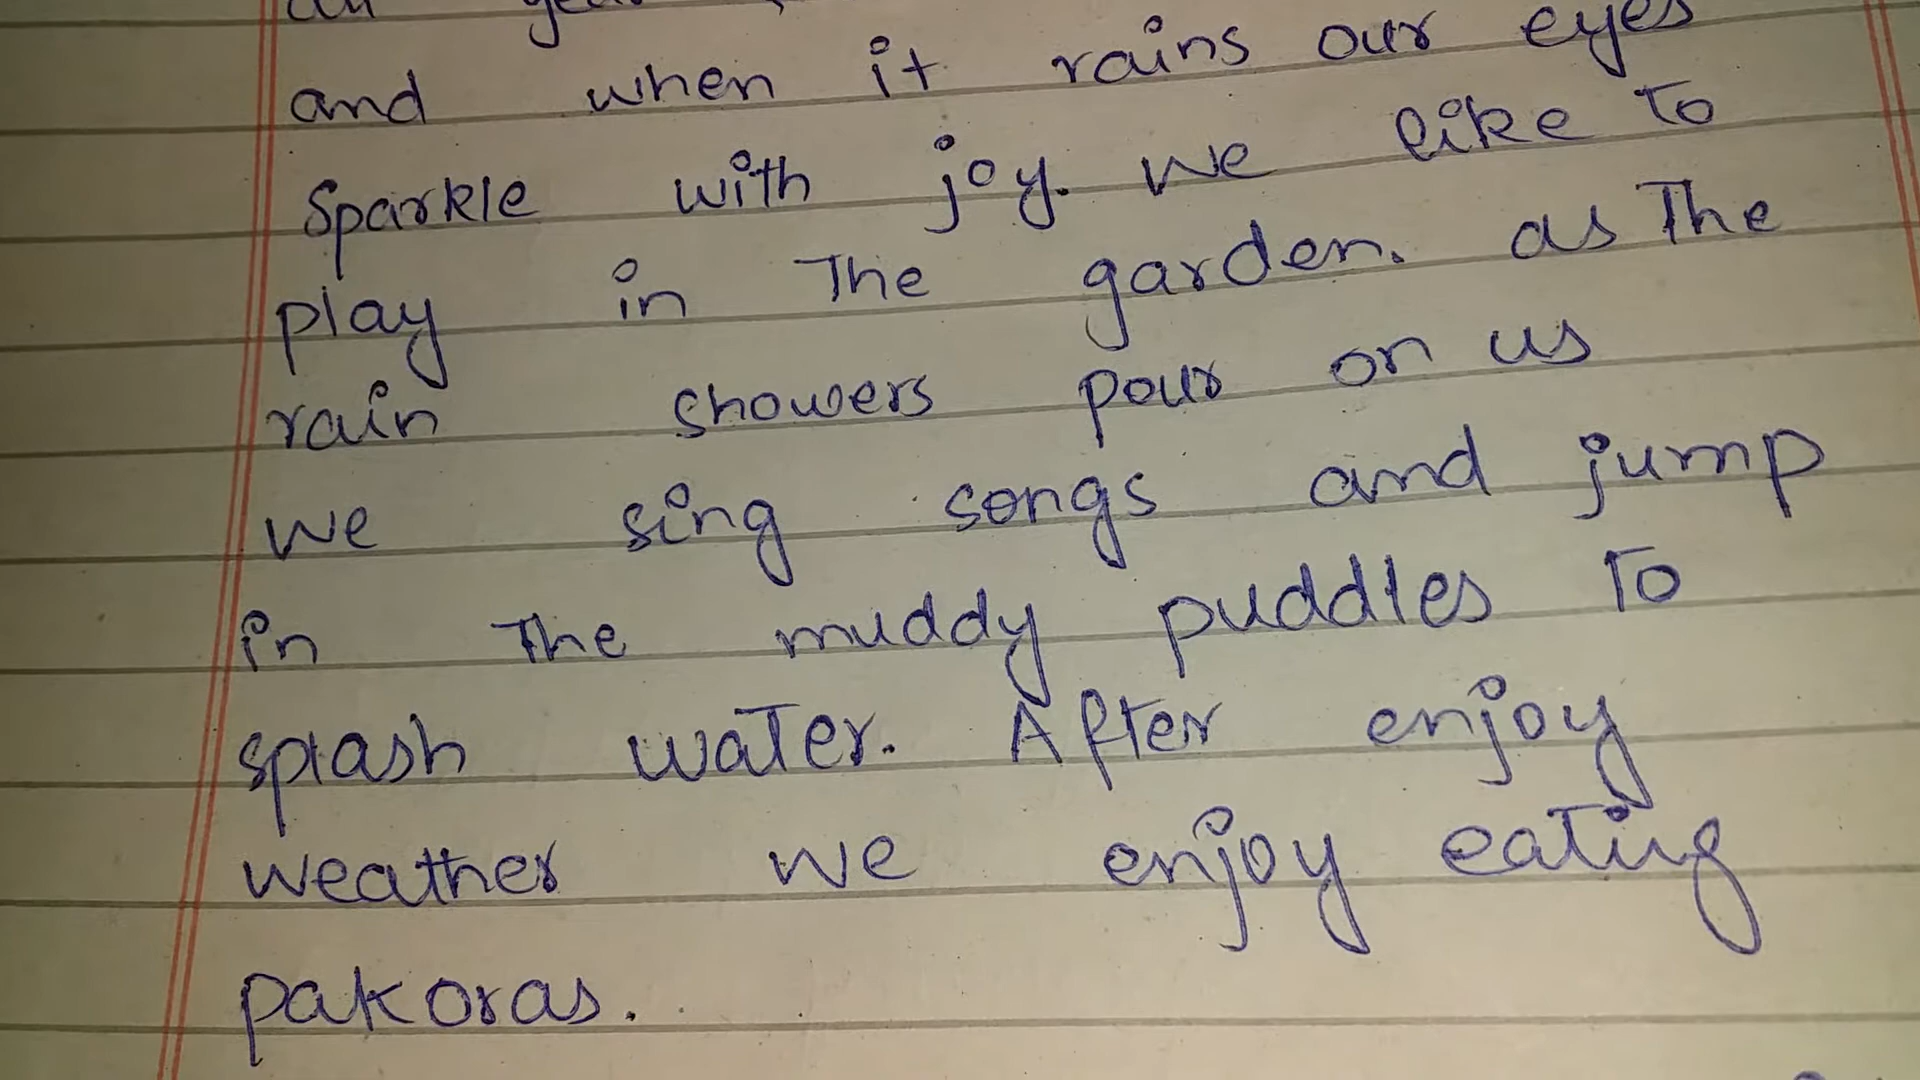 and when it rains our eyes
Sparkle with joy. we like to
play in The garden. as The
rain showers pour on us
we sing songs and jump
in The muddy puddles To
splash water. After enjoy
weather we enjoy eating
pakoras.